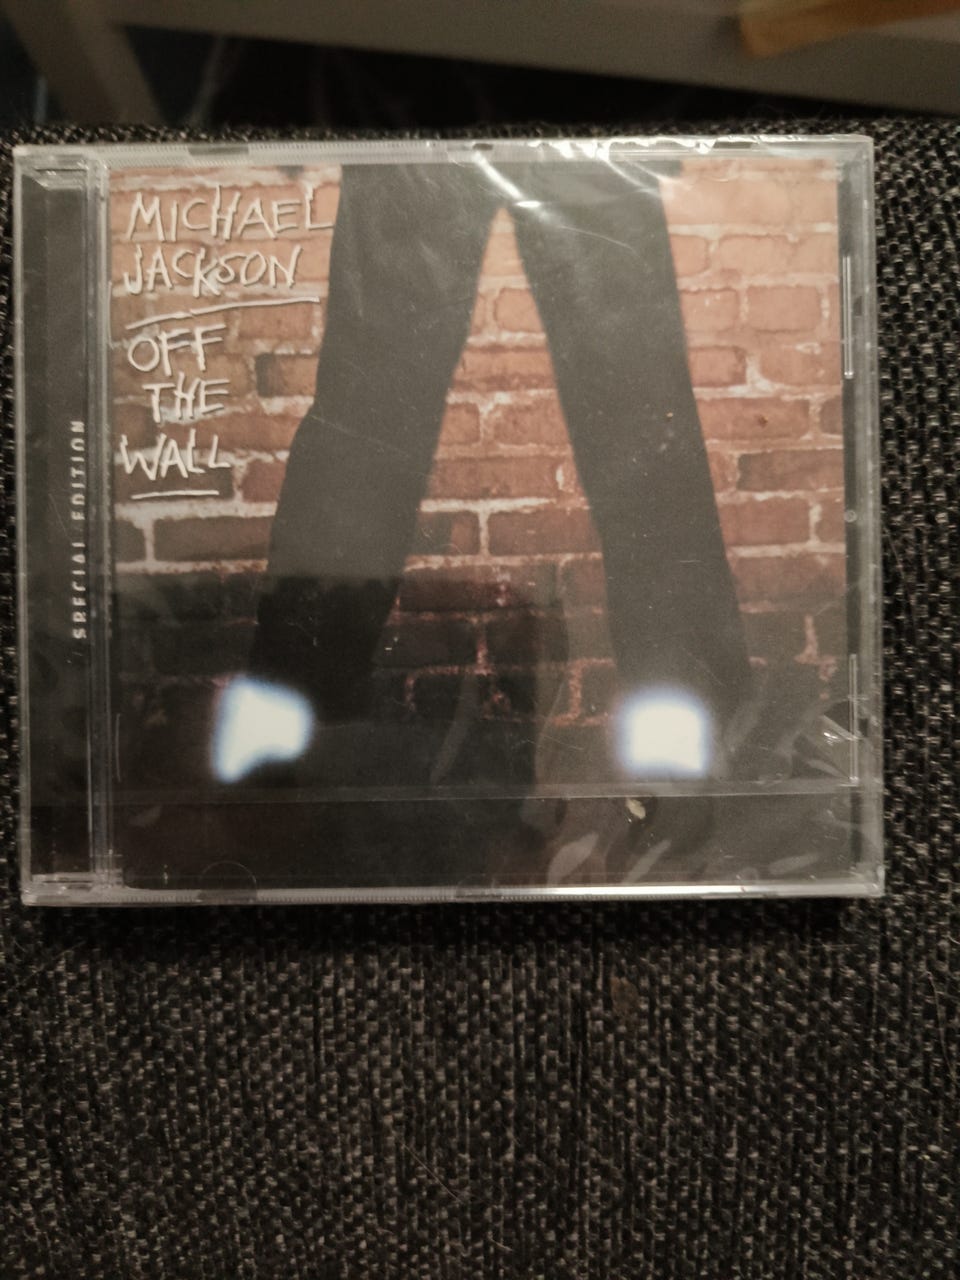 MICHAEL
JACKSON
OFF
THE
WALL
SPECIAL EDITION